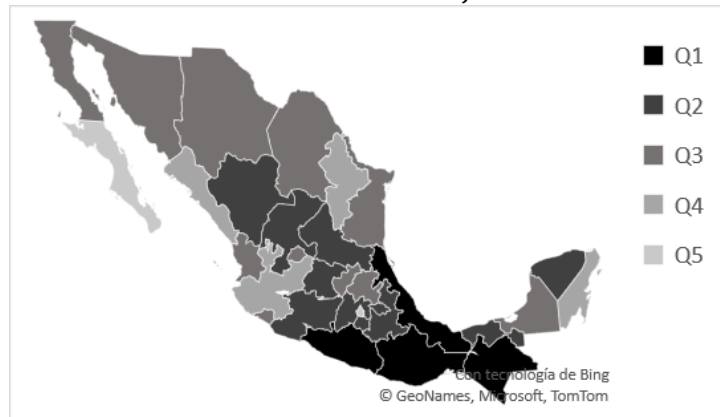 Q1
Q2
Q3
Q4
Q5
Con tecnología de Bing
© GeoNames, Microsoft, TomTom